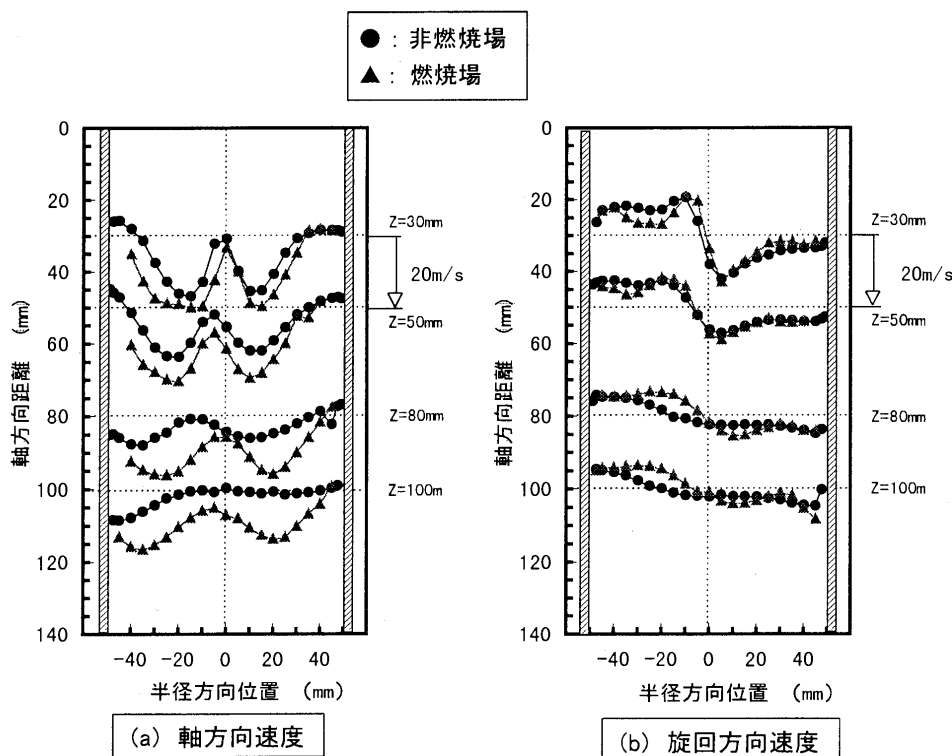 ● : 非燃焼場
▲ : 燃焼場
0
20
40
60
80
100
120
140
軸方向距離 (mm)
Z=30mm
20m/s
Z=50mm
Z=80mm
Z=100m
-40 -20 0 20 40
半径方向位置 (mm)
(a) 軸方向速度
0
20
40
60
80
100
120
140
軸方向距離 (mm)
Z=30mm
20m/s
Z=50mm
Z=80mm
Z=100m
-40 -20 0 20 40
半径方向位置 (mm)
(b) 旋回方向速度